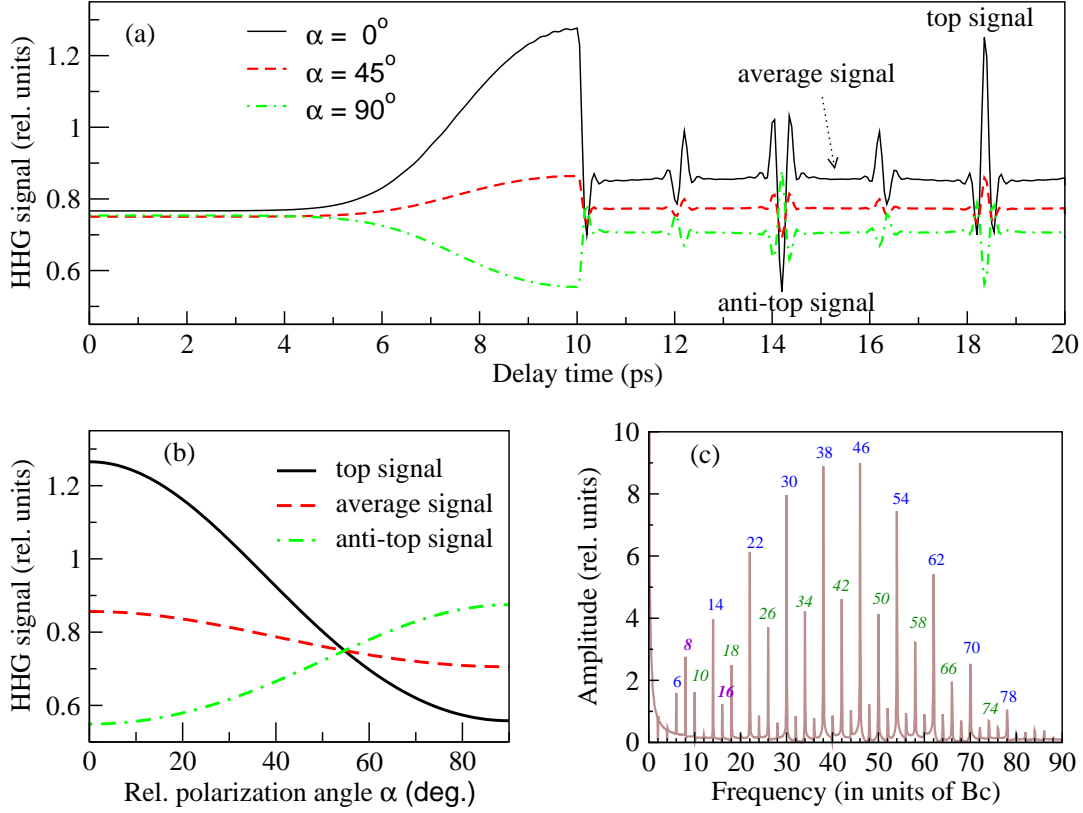 (a)
α = 0o
α = 45o
α = 90o
top signal
average signal
anti-top signal
HHG signal (rel. units)
1.2
1
0.8
0.6
0 2 4 6 8 10 12 14 16 18 20
Delay time (ps)
(b)
top signal
average signal
anti-top signal
HHG signal (rel. units)
1.2
1
0.8
0.6
0 20 40 60 80
Rel. polarization angle α (deg.)
(c)
Amplitude (rel. units)
10
8
6
4
2
0
6
8
10
14
16
18
22
26
30
34
38
42
46
50
54
58
62
66
70
74
78
0 10 20 30 40 50 60 70 80 90
Frequency (in units of Bc)